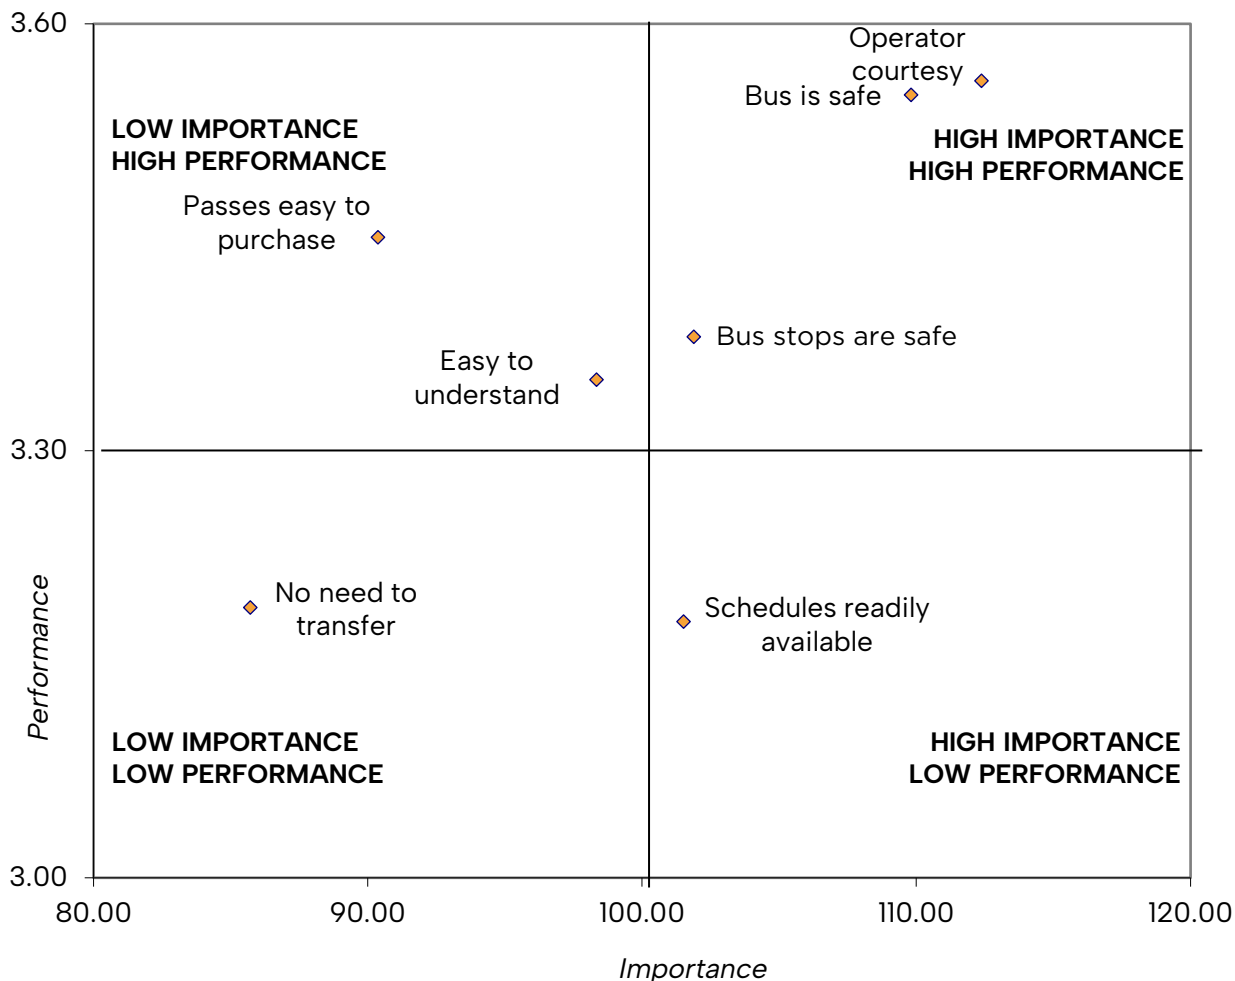 3.60
Operator
courtesy
Bus is safe
LOW IMPORTANCE
HIGH PERFORMANCE
HIGH IMPORTANCE
HIGH PERFORMANCE
Passes easy to
purchase
Bus stops are safe
Easy to
understand
3.30
No need to
transfer
Schedules readily
available
Performance
LOW IMPORTANCE
LOW PERFORMANCE
HIGH IMPORTANCE
LOW PERFORMANCE
3.00
80.00 90.00 100.00 110.00 120.00
Importance